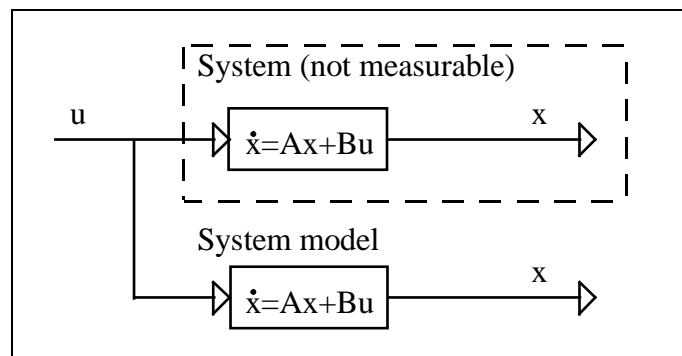 System (not measurable)
u
x
ẋ=Ax+Bu
System model
x
ẋ=Ax+Bu